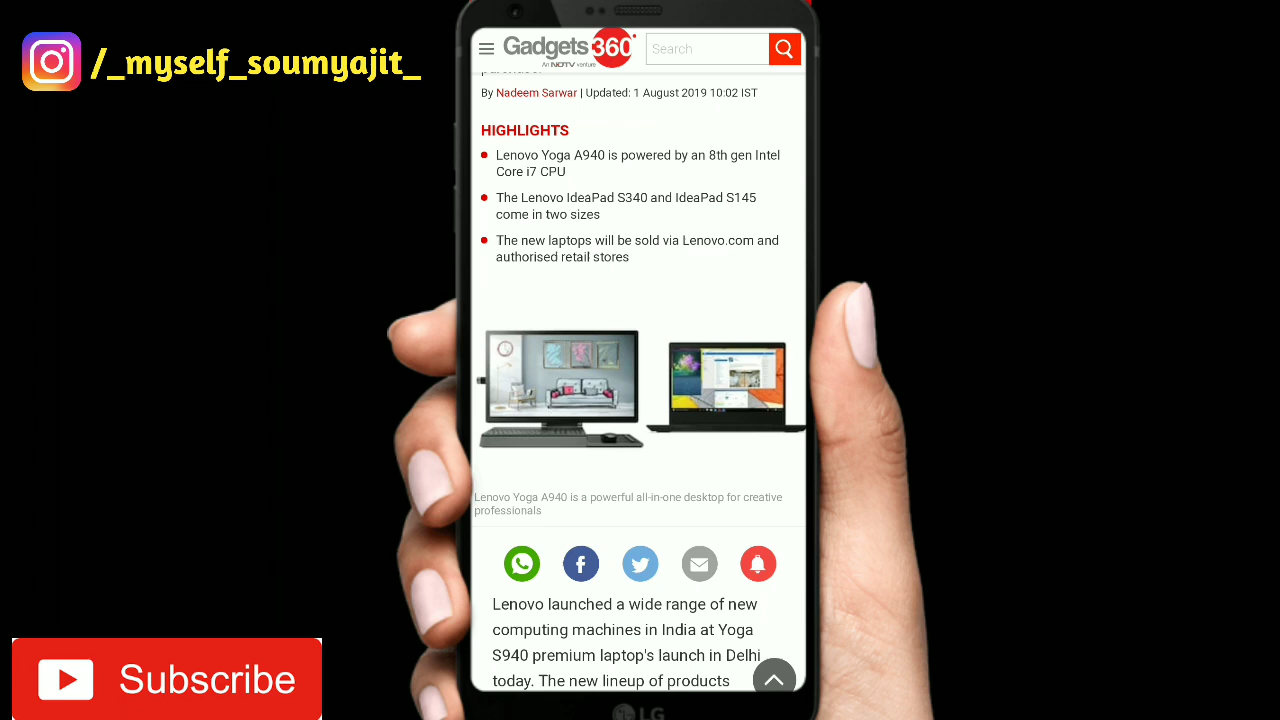 /_myself_soumyajit_
Gadgets 360
An NDTV venture
Search
By Nadeem Sarwar | Updated: 1 August 2019 10:02 IST
HIGHLIGHTS
Lenovo Yoga A940 is powered by an 8th gen Intel
Core i7 CPU
The Lenovo IdeaPad S340 and IdeaPad S145
come in two sizes
The new laptops will be sold via Lenovo.com and
authorised retail stores
Lenovo Yoga A940 is a powerful all-in-one desktop for creative
professionals
Lenovo launched a wide range of new
computing machines in India at Yoga
S940 premium laptop's launch in Delhi
today. The new lineup of products
Subscribe
LG